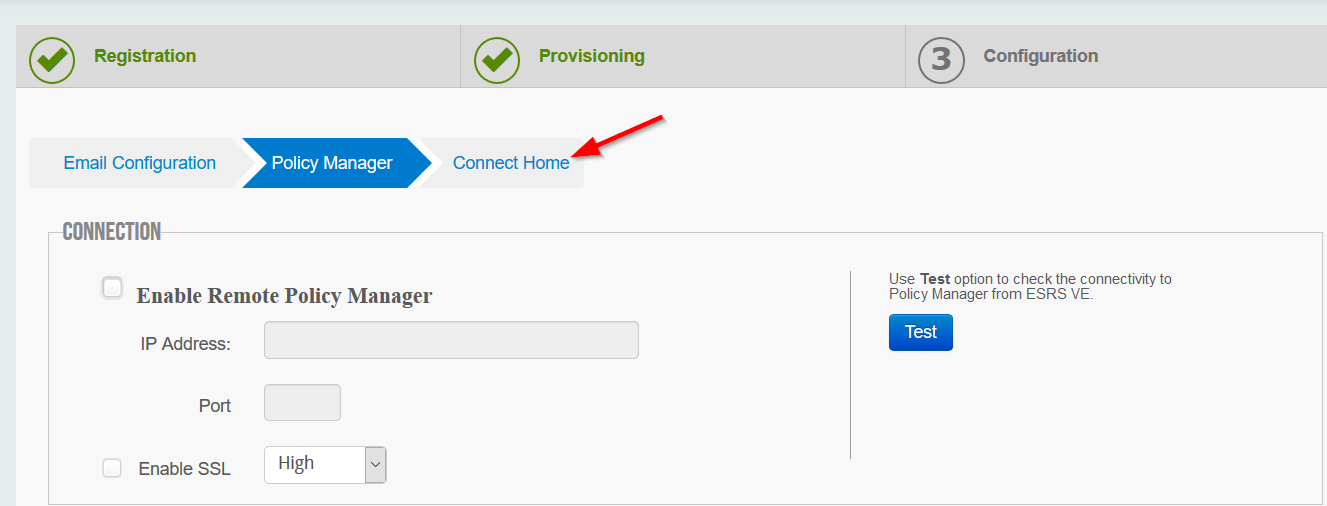 Registration
Provisioning
3
Configuration
Email Configuration
Policy Manager
Connect Home
CONNECTION
Enable Remote Policy Manager
IP Address:
Port
Enable SSL
High
Use Test option to check the connectivity to
Policy Manager from ESRS VE.
Test